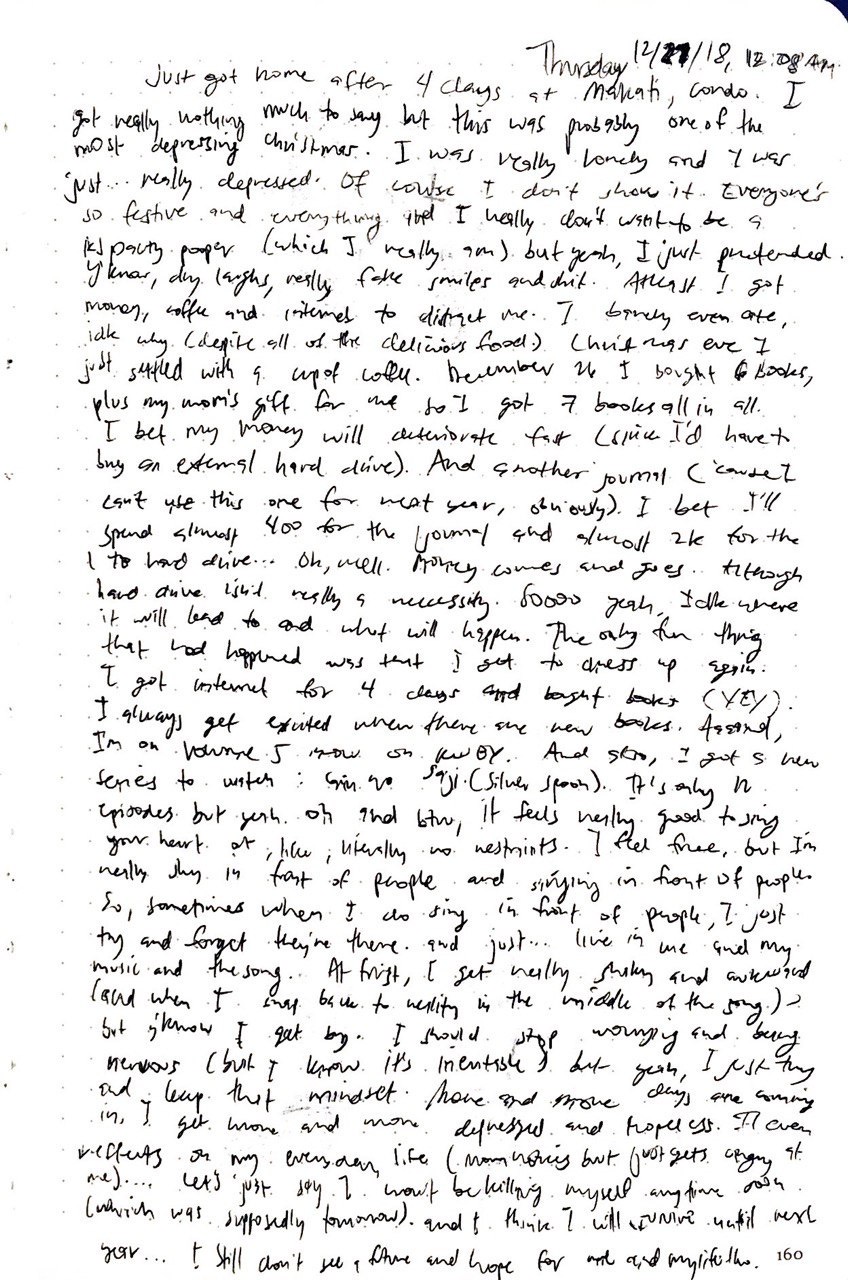 Thursday 12/27/18, 12:08 AM
Just got home after 4 days at Makati, condo. I
got really nothing much to say but this was probably one of the
most depressing christmas. I was really lonely and I was
just... really depressed. Of course I don't show it. Everyone's
so festive and everything and I really don't want to be a
party pooper (which I really am) but yeah, I just pretended.
Y'know, dry laughs, really fake smiles and shit. Atleast I got
money, coffee and internet to distract me. I barely even ate,
idk why (depite all of the delicious food) Christmas eve I
just settled with a cup of coffee. December 26 I bought 6 books,
plus my mom's gift for me so I got 7 books all in all.
I bet my money will deteriorate fast (since I'd have to
buy an external hard drive). And another journal ('cause I
can't use this one for next year, obviously). I bet I'll
spend almost 400 for the journal and almost 2k for the
1 tb hard drive... Oh, well. Money comes and goes. Although
hard drive isn't really a necessity. Soooo yeah, Idk where
it will lead to and what will happen. The only fun thing
that had happened was that I get to dress up again.
I got internet for 4 days and bought books (YEY).
I always get excited when there are new books.
I'm on Volume 5 now on RWBY. And also, I got a new
series to watch: Gin no Saji (Silver spoon). It's only 11
episodes but yeah. Oh and btw, it feels really good to sing
your heart out, like, literally no restraints. I feel free, but I'm
really shy in front of people and singing in front of people
So, sometimes when I do sing in front of people, I just
try and forget they're there. and just... live in me and my
music and the song. At frist, I get really shaky and awkward
(and when I snap back to reality in the middle of the song.)
but y'know I get by. I should stop worrying and being
nervous (but I know it's inevitable) but yeah, I just try
and keep that mindset. More and more days are coming
in, I get more and more depressed and hopeless. It even
effects on my everyday life (mom notices but just gets angry at
me).... Let's just say I won't be killing myself anytime soon
(which was supposedly tomorrow). and I think I will survive until next
year... I still don't see a future and hope for me and my life tho.
160